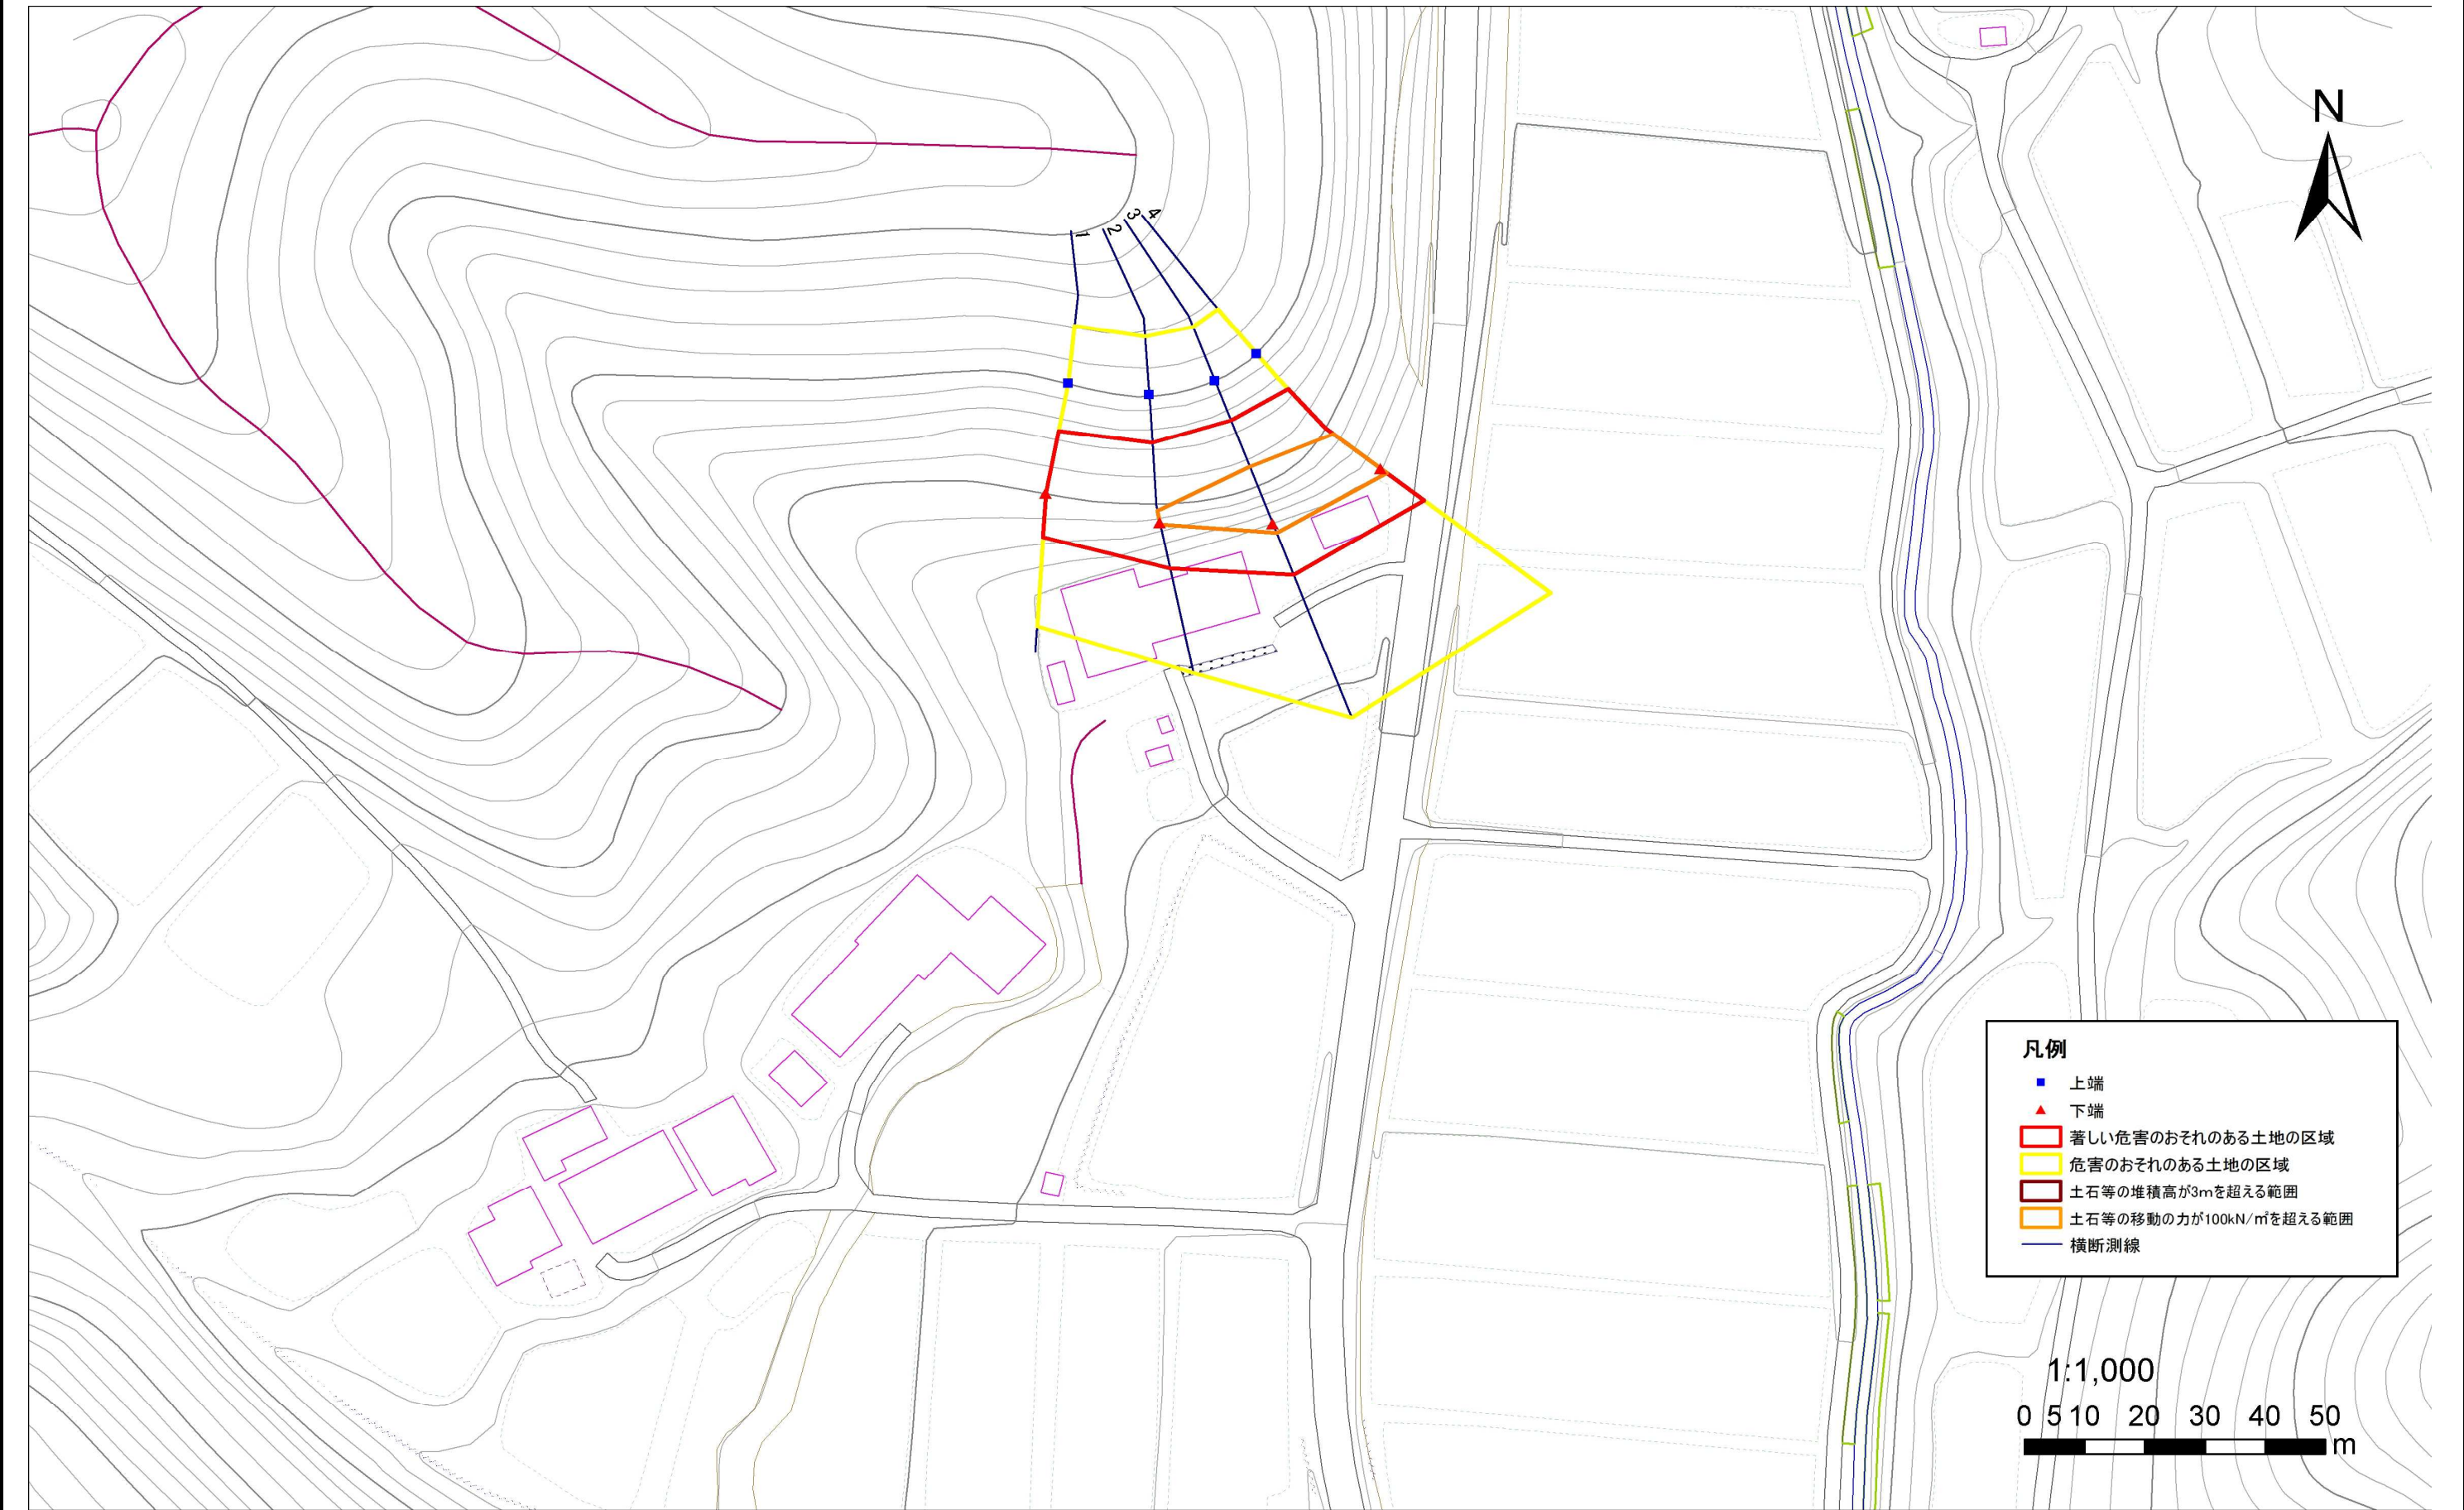 N
1
2
3
4
凡例
上端
下端
著しい危害のおそれのある土地の区域
危害のおそれのある土地の区域
土石等の堆積高が3mを超える範囲
土石等の移動の力が100kN/㎡を超える範囲
横断測線
1:1,000
0 5 10 20 30 40 50
m